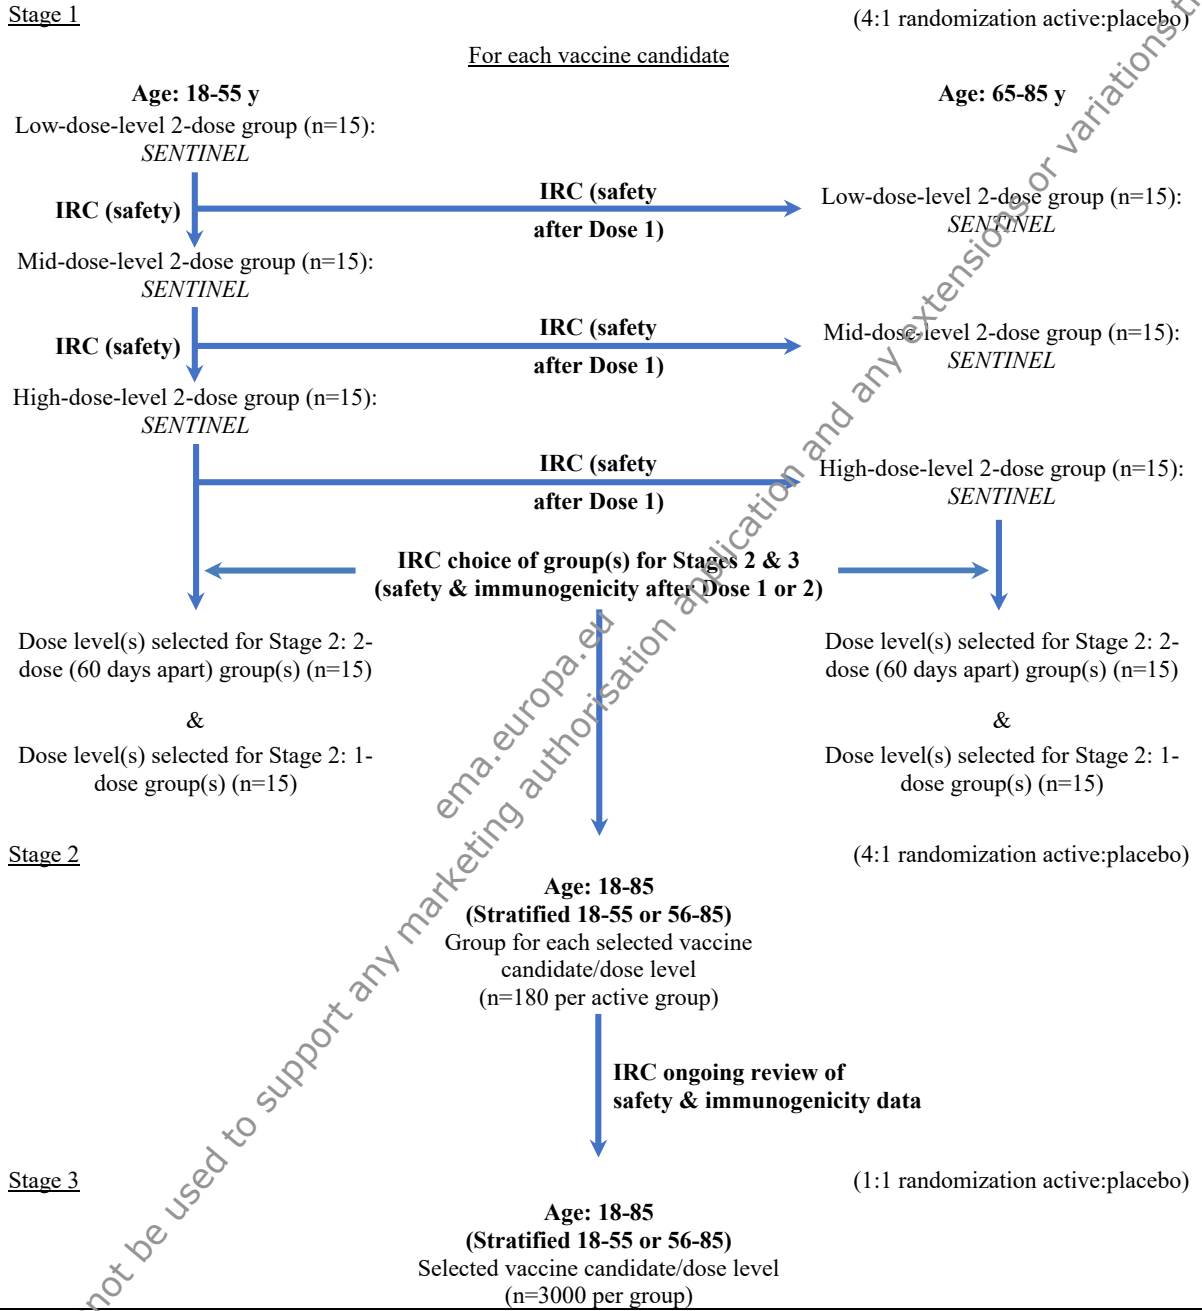 Stage 1
(4:1 randomization active:placebo)
For each vaccine candidate
Age: 18-55 y
Age: 65-85 y
Low-dose-level 2-dose group (n=15):
SENTINEL
IRC (safety)
IRC (safety
after Dose 1)
Low-dose-level 2-dose group (n=15):
SENTINEL
Mid-dose-level 2-dose group (n=15):
SENTINEL
IRC (safety)
IRC (safety
after Dose 1)
Mid-dose-level 2-dose group (n=15):
SENTINEL
High-dose-level 2-dose group (n=15):
SENTINEL
IRC (safety
after Dose 1)
High-dose-level 2-dose group (n=15):
SENTINEL
IRC choice of group(s) for Stages 2 & 3
(safety & immunogenicity after Dose 1 or 2)
Dose level(s) selected for Stage 2: 2-
dose (60 days apart) group(s) (n=15)
&
Dose level(s) selected for Stage 2: 1-
dose group(s) (n=15)
Dose level(s) selected for Stage 2: 2-
dose (60 days apart) group(s) (n=15)
&
Dose level(s) selected for Stage 2: 1-
dose group(s) (n=15)
Stage 2
(4:1 randomization active:placebo)
Age: 18-85
(Stratified 18-55 or 56-85)
Group for each selected vaccine
candidate/dose level
(n=180 per active group)
IRC ongoing review of
safety & immunogenicity data
Stage 3
(1:1 randomization active:placebo)
Age: 18-85
(Stratified 18-55 or 56-85)
Selected vaccine candidate/dose level
(n=3000 per group)
ema.europa.eu
not be used to support any marketing authorisation application and any extensions or variations